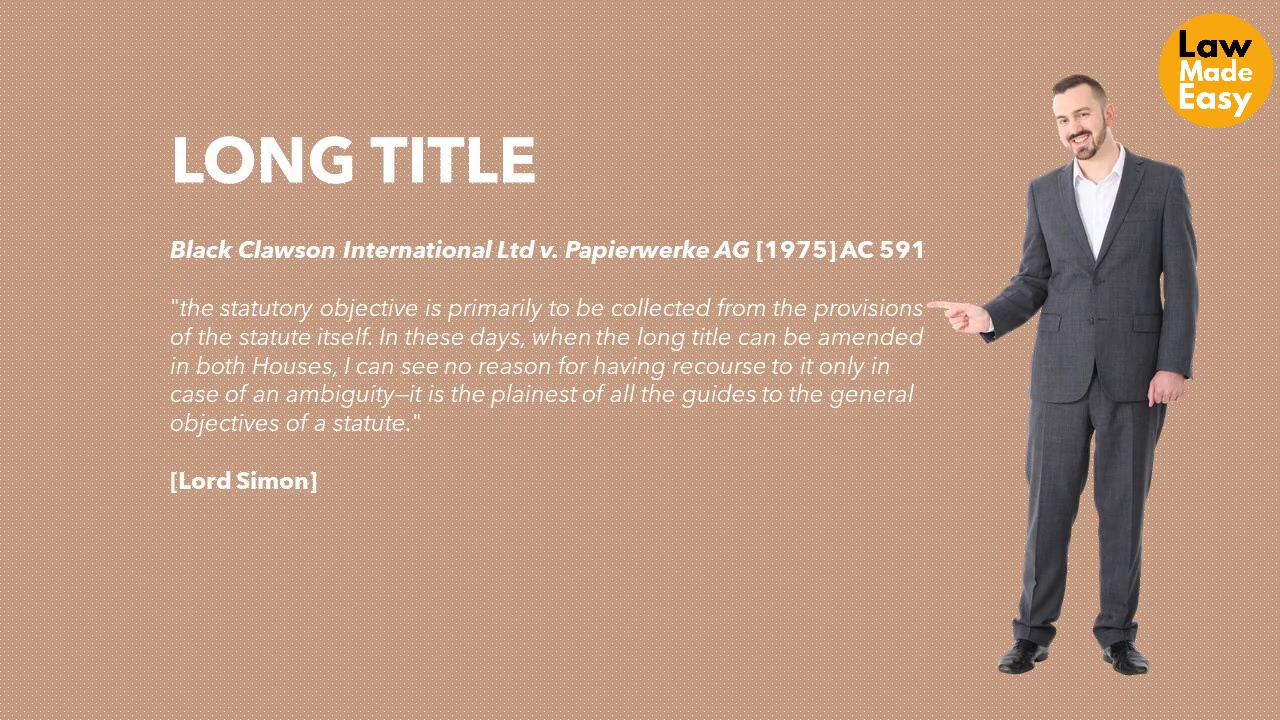 Law
Made
Easy
LONG TITLE
Black Clawson International Ltd v. Papierwerke AG [1975] AC 591
"the statutory objective is primarily to be collected from the provisions
of the statute itself. In these days, when the long title can be amended
in both Houses, I can see no reason for having recourse to it only in
case of an ambiguity—it is the plainest of all the guides to the general
objectives of a statute."
[Lord Simon]